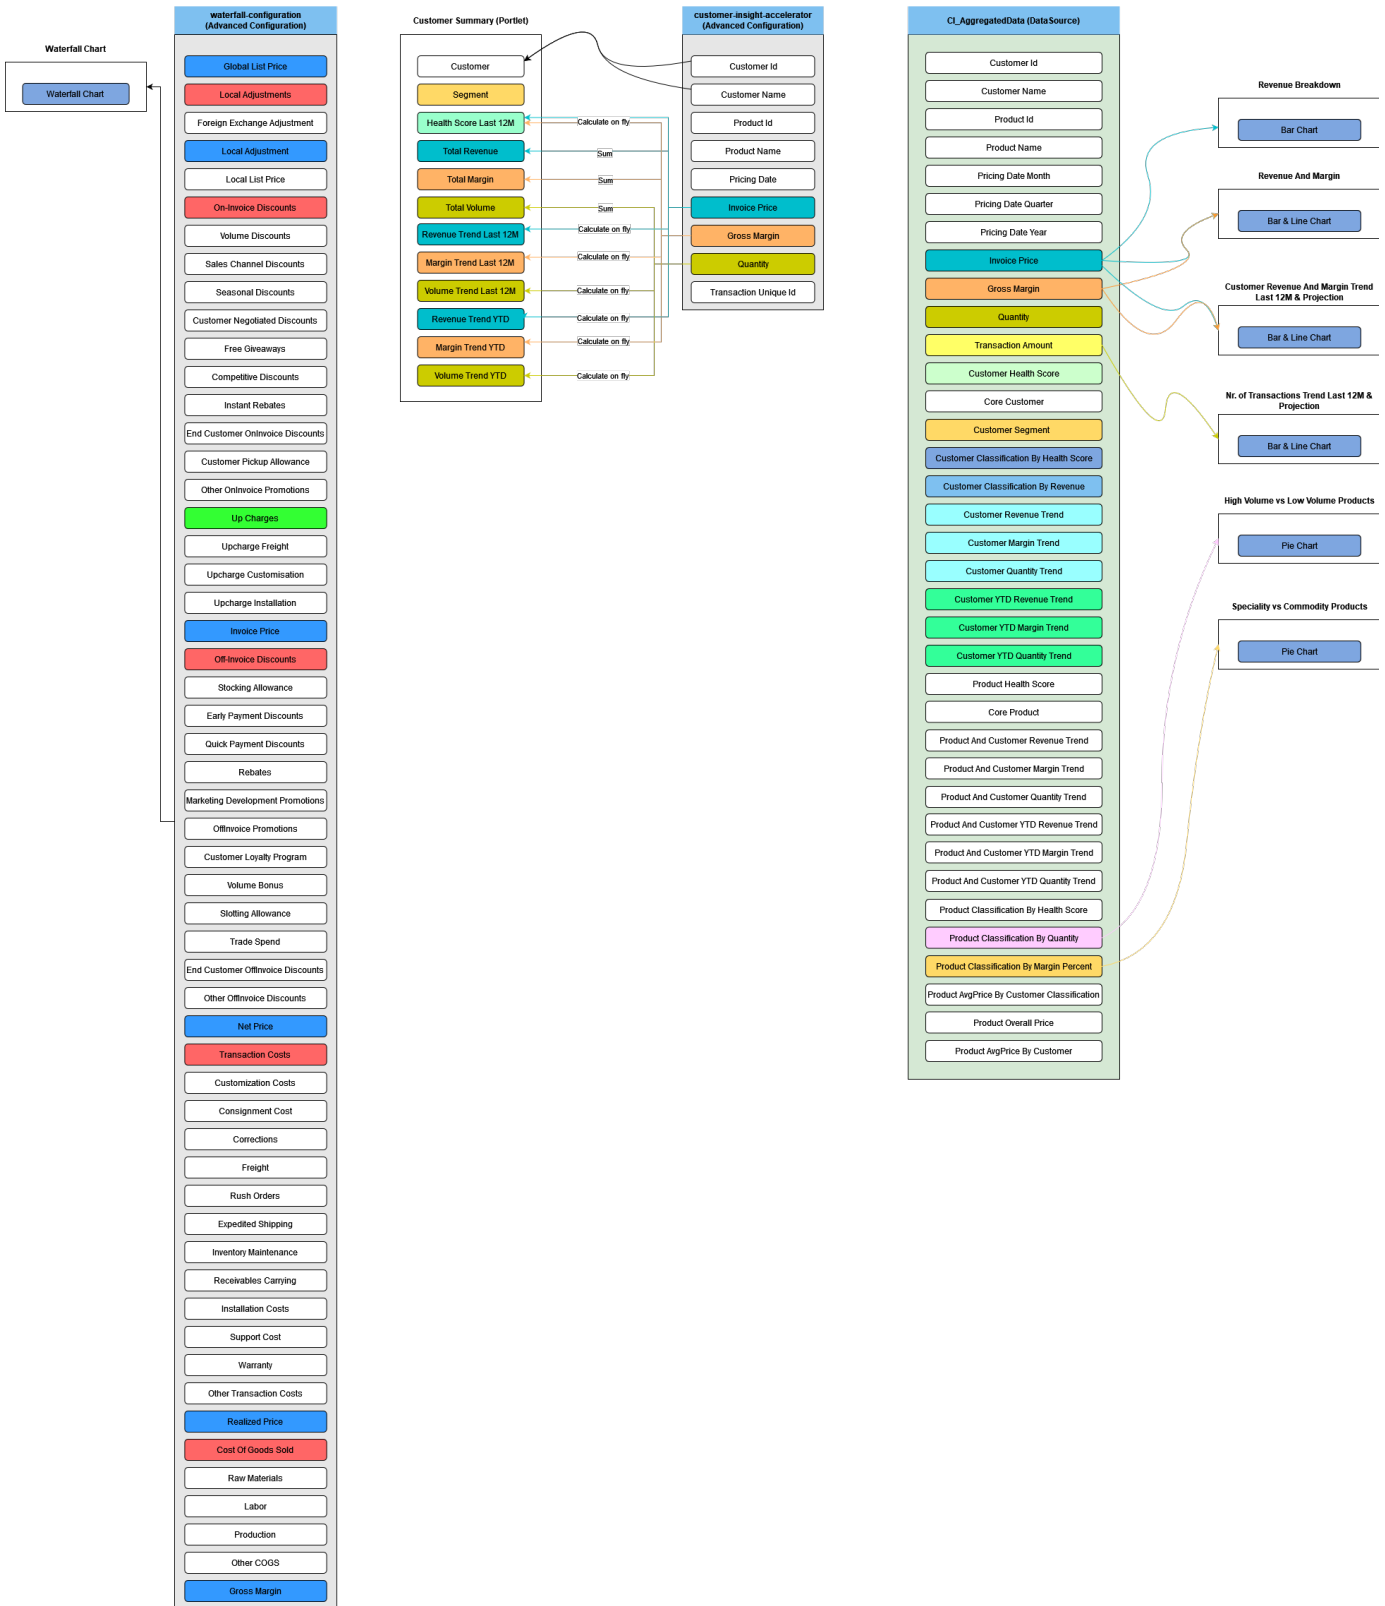 Waterfall Chart
Waterfall Chart
waterfall-configuration
(Advanced Configuration)
Global List Price
Local Adjustments
Foreign Exchange Adjustment
Local Adjustment
Local List Price
On-Invoice Discounts
Volume Discounts
Sales Channel Discounts
Seasonal Discounts
Customer Negotiated Discounts
Free Giveaways
Competitive Discounts
Instant Rebates
End Customer OnInvoice Discounts
Customer Pickup Allowance
Other OnInvoice Promotions
Up Charges
Upcharge Freight
Upcharge Customisation
Upcharge Installation
Invoice Price
Off-Invoice Discounts
Stocking Allowance
Early Payment Discounts
Quick Payment Discounts
Rebates
Marketing Development Promotions
OffInvoice Promotions
Customer Loyalty Program
Volume Bonus
Slotting Allowance
Trade Spend
End Customer OffInvoice Discounts
Other OffInvoice Discounts
Net Price
Transaction Costs
Customization Costs
Consignment Cost
Corrections
Freight
Rush Orders
Expedited Shipping
Inventory Maintenance
Receivables Carrying
Installation Costs
Support Cost
Warranty
Other Transaction Costs
Realized Price
Cost Of Goods Sold
Raw Materials
Labor
Production
Other COGS
Gross Margin
Customer Summary (Portlet)
Customer
Segment
Health Score Last 12M
Total Revenue
Total Margin
Total Volume
Revenue Trend Last 12M
Margin Trend Last 12M
Volume Trend Last 12M
Revenue Trend YTD
Margin Trend YTD
Volume Trend YTD
Calculate on fly
Sum
Sum
Sum
Calculate on fly
Calculate on fly
Calculate on fly
Calculate on fly
Calculate on fly
Calculate on fly
customer-insight-accelerator
(Advanced Configuration)
Customer Id
Customer Name
Product Id
Product Name
Pricing Date
Invoice Price
Gross Margin
Quantity
Transaction Unique Id
CI_AggregatedData (DataSource)
Customer Id
Customer Name
Product Id
Product Name
Pricing Date Month
Pricing Date Quarter
Pricing Date Year
Invoice Price
Gross Margin
Quantity
Transaction Amount
Customer Health Score
Core Customer
Customer Segment
Customer Classification By Health Score
Customer Classification By Revenue
Customer Revenue Trend
Customer Margin Trend
Customer Quantity Trend
Customer YTD Revenue Trend
Customer YTD Margin Trend
Customer YTD Quantity Trend
Product Health Score
Core Product
Product And Customer Revenue Trend
Product And Customer Margin Trend
Product And Customer Quantity Trend
Product And Customer YTD Revenue Trend
Product And Customer YTD Margin Trend
Product And Customer YTD Quantity Trend
Product Classification By Health Score
Product Classification By Quantity
Product Classification By Margin Percent
Product AvgPrice By Customer Classification
Product Overall Price
Product AvgPrice By Customer
Revenue Breakdown
Bar Chart
Revenue And Margin
Bar & Line Chart
Customer Revenue And Margin Trend
Last 12M & Projection
Bar & Line Chart
Nr. of Transactions Trend Last 12M &
Projection
Bar & Line Chart
High Volume vs Low Volume Products
Pie Chart
Speciality vs Commodity Products
Pie Chart